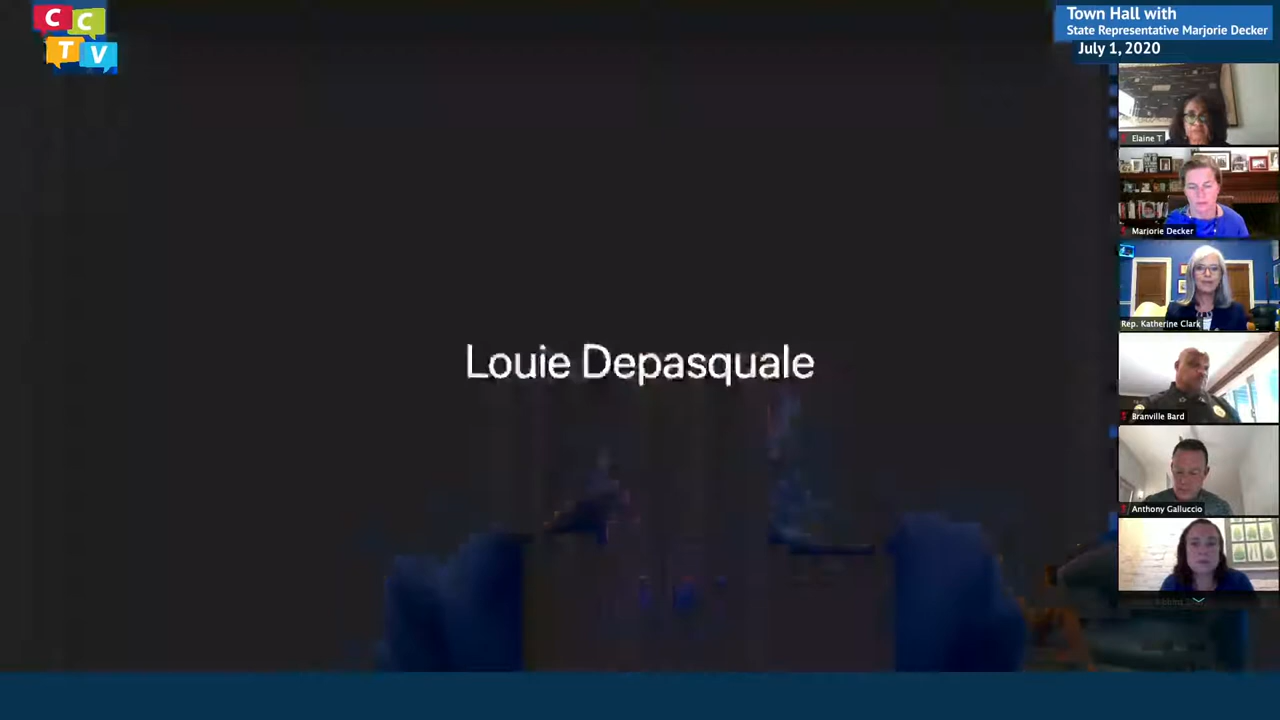 CCTV
Town Hall with
State Representative Marjorie Decker
July 1, 2020
Elaine T
Marjorie Decker
Rep. Katherine Clark
Louie Depasquale
Branville Bard
Anthony Galluccio